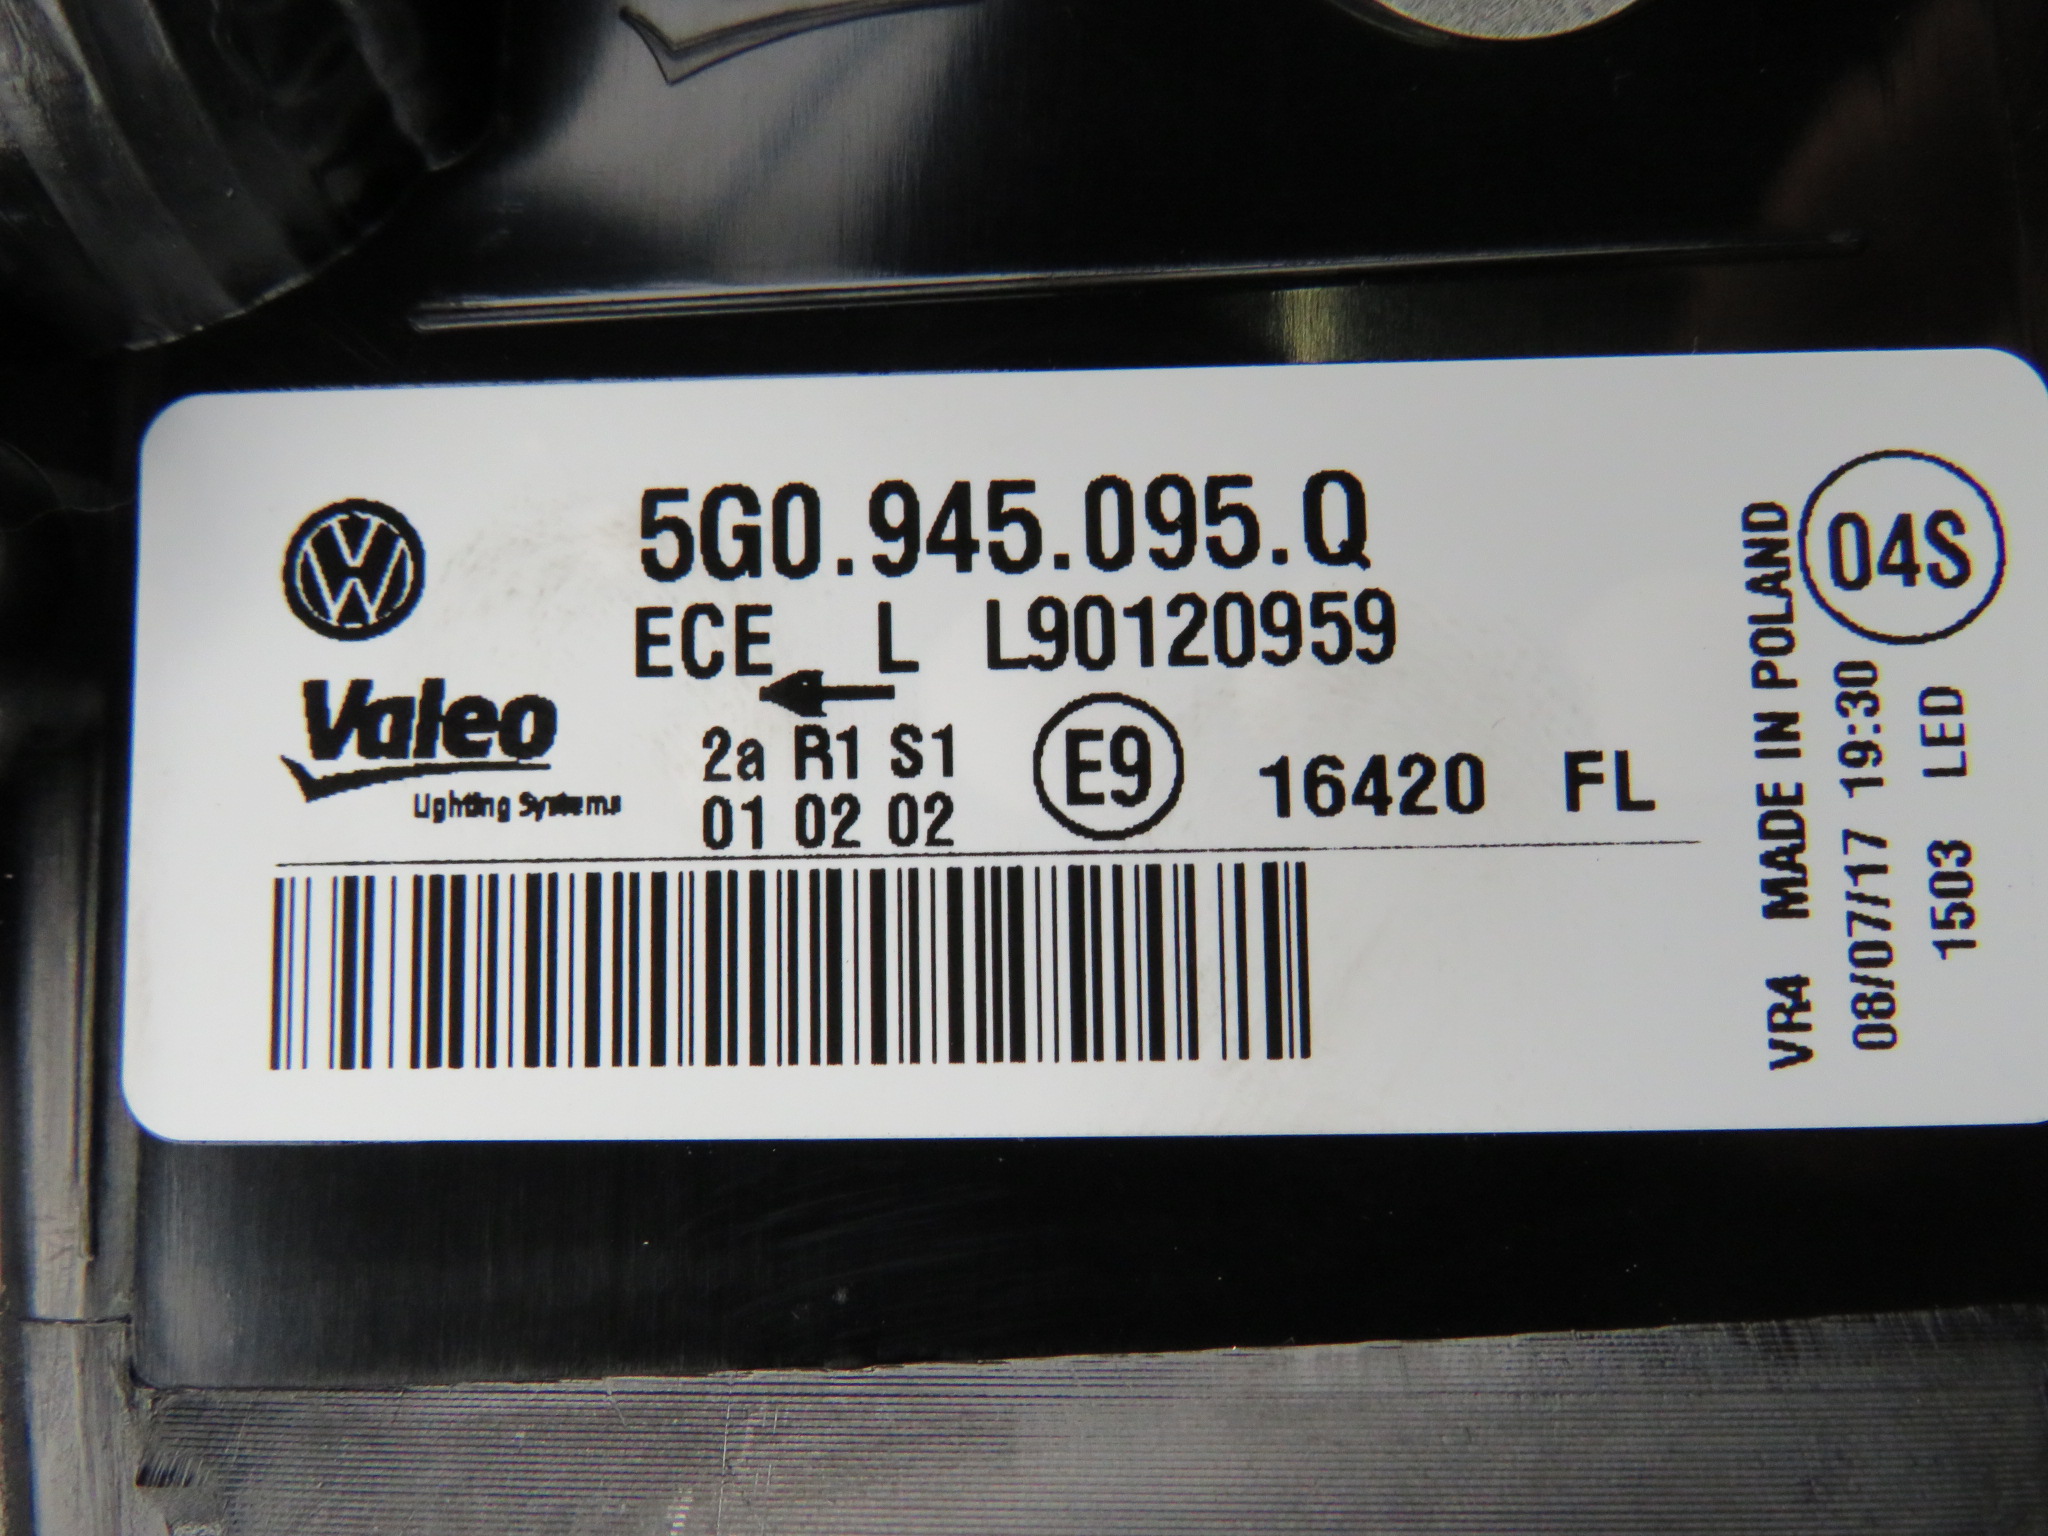 5G0.945.095.Q
ECE L L90120959
Valeo
Lighting Systems
2a R1 S1
01 02 02
E9
16420 FL
VR4 MADE IN POLAND
08/07/17 19:30
1503 LED
04S